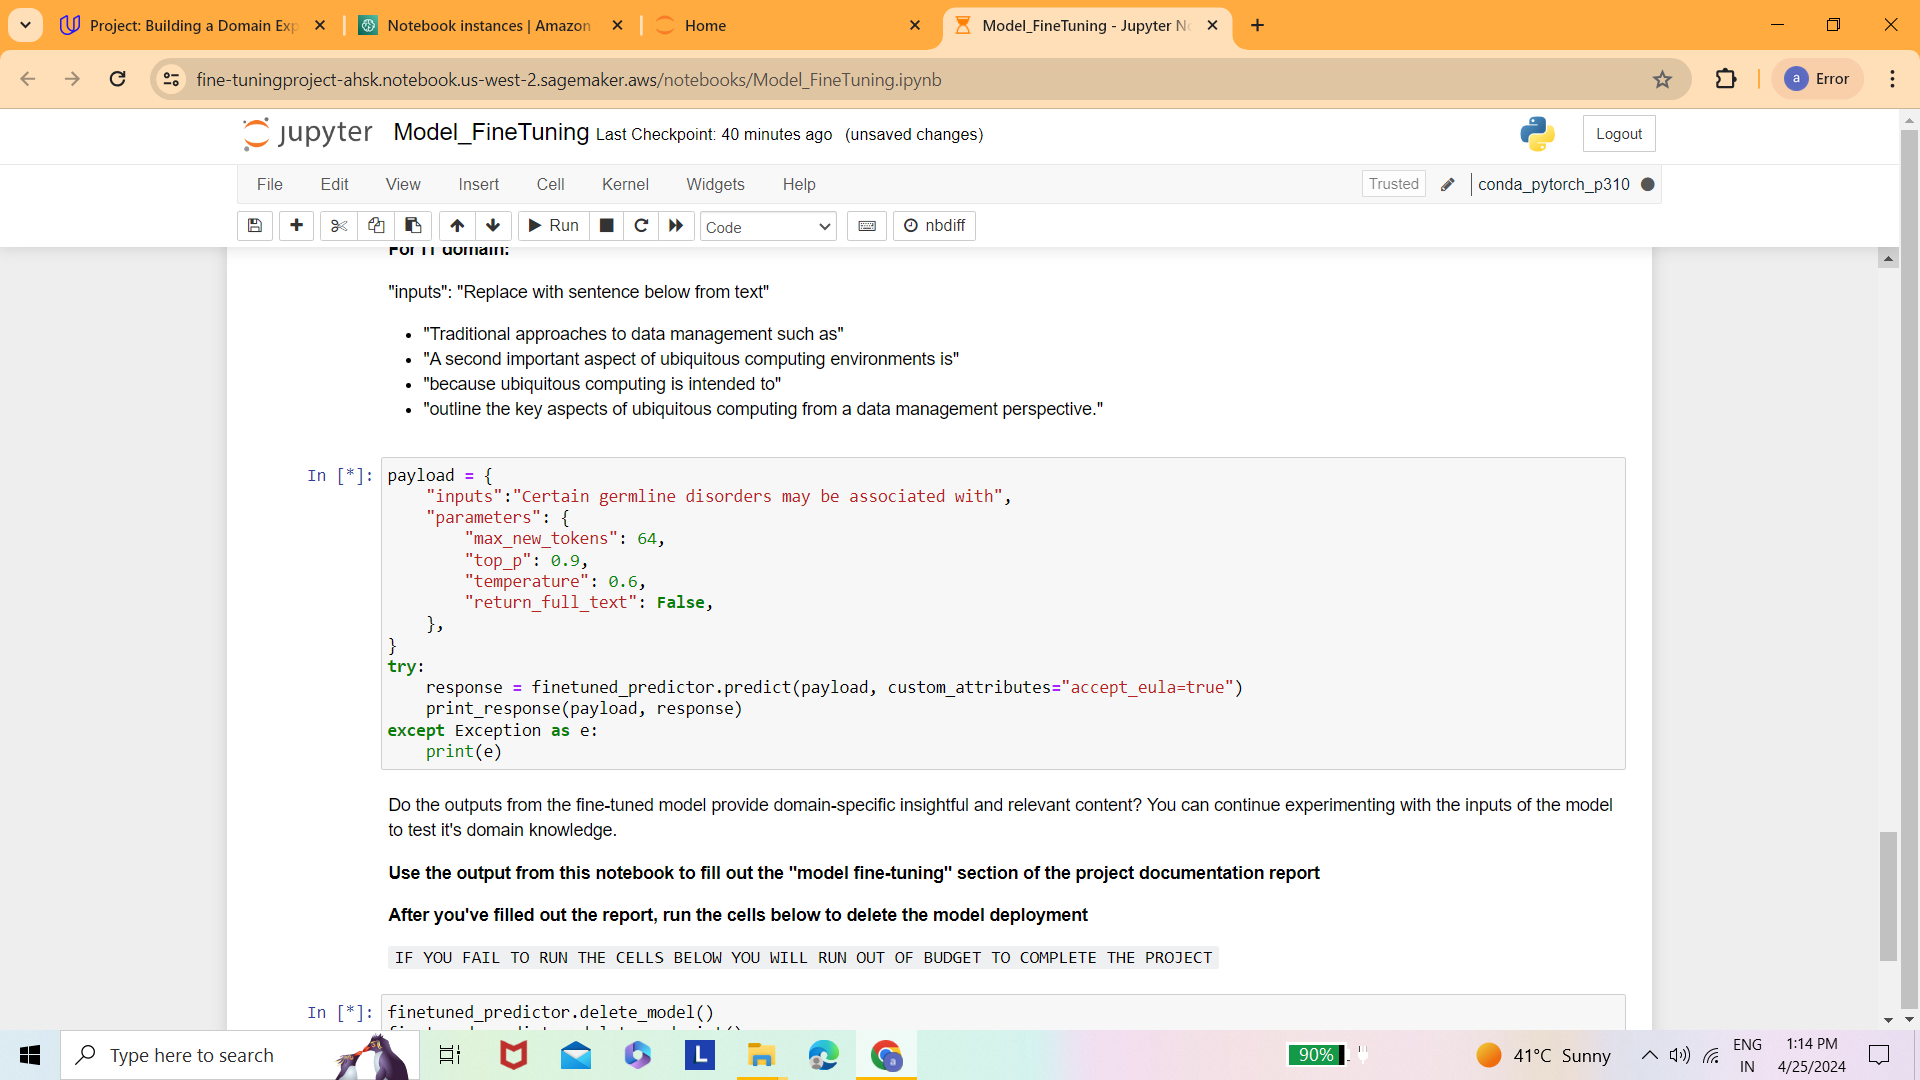 Project: Building a Domain Exp
Notebook instances | Amazon
Home
Model_FineTuning - Jupyter No
fine-tuningproject-ahsk.notebook.us-west-2.sagemaker.aws/notebooks/Model_FineTuning.ipynb
a
Error
jupyter
Model_FineTuning Last Checkpoint: 40 minutes ago (unsaved changes)
Logout
File Edit View Insert Cell Kernel Widgets Help
Trusted
conda_pytorch_p310
Run
Code
nbdiff
For IT domain:
"inputs": "Replace with sentence below from text"
• "Traditional approaches to data management such as"
• "A second important aspect of ubiquitous computing environments is"
• "because ubiquitous computing is intended to"
• "outline the key aspects of ubiquitous computing from a data management perspective."
In [*]: payload = {
"inputs":"Certain germline disorders may be associated with",
"parameters": {
"max_new_tokens": 64,
"top_p": 0.9,
"temperature": 0.6,
"return_full_text": False,
},
}
try:
response = finetuned_predictor.predict(payload, custom_attributes="accept_eula=true")
print_response(payload, response)
except Exception as e:
print(e)
Do the outputs from the fine-tuned model provide domain-specific insightful and relevant content? You can continue experimenting with the inputs of the model
to test it's domain knowledge.
Use the output from this notebook to fill out the "model fine-tuning" section of the project documentation report
After you've filled out the report, run the cells below to delete the model deployment
IF YOU FAIL TO RUN THE CELLS BELOW YOU WILL RUN OUT OF BUDGET TO COMPLETE THE PROJECT
In [*]: finetuned_predictor.delete_model()
Type here to search
L
90%
41°C Sunny
ENG
IN
1:14 PM
4/25/2024